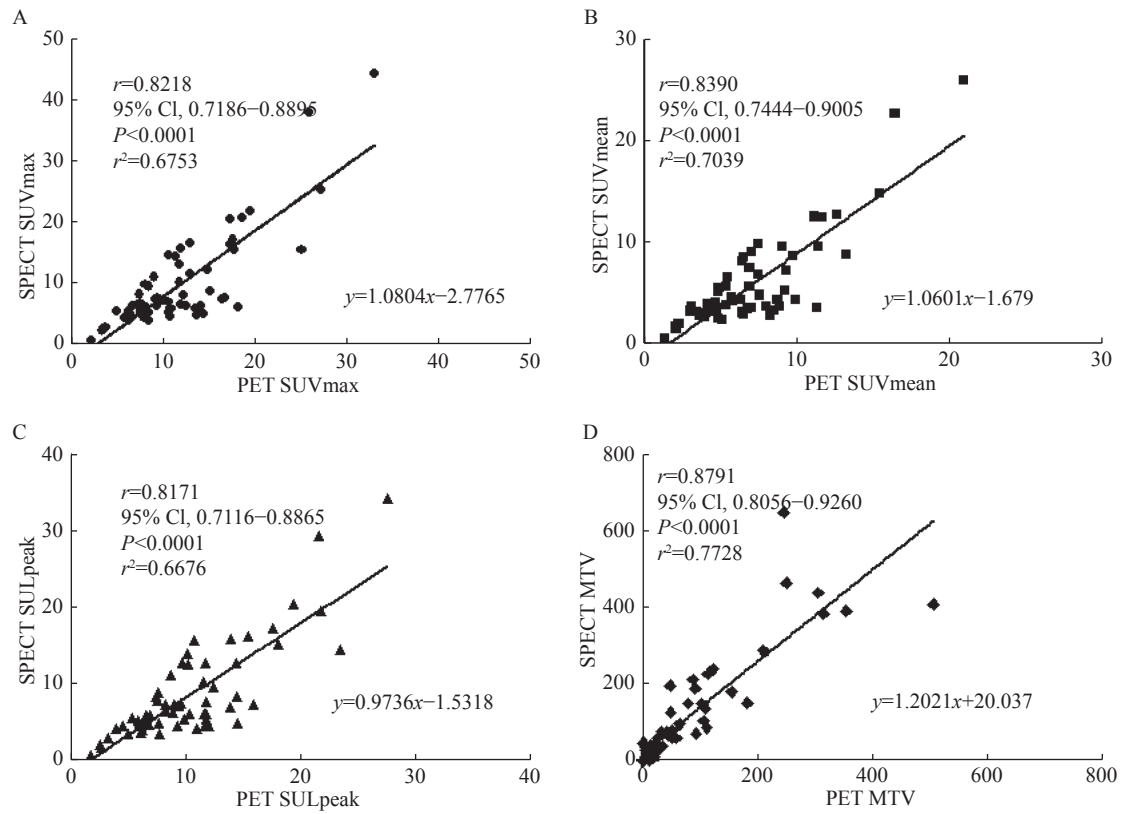 A
50
40
30
20
10
0
SPECT SUVmax
r=0.8218
95% Cl, 0.7186−0.8895
P<0.0001
r²=0.6753
y=1.0804x−2.7765
0 10 20 30 40 50
PET SUVmax
B
30
20
10
0
SPECT SUVmean
r=0.8390
95% Cl, 0.7444−0.9005
P<0.0001
r²=0.7039
y=1.0601x−1.679
0 10 20 30
PET SUVmean
C
40
30
20
10
0
SPECT SULpeak
r=0.8171
95% Cl, 0.7116−0.8865
P<0.0001
r²=0.6676
y=0.9736x−1.5318
0 10 20 30 40
PET SULpeak
D
800
600
400
200
0
SPECT MTV
r=0.8791
95% Cl, 0.8056−0.9260
P<0.0001
r²=0.7728
y=1.2021x+20.037
0 200 400 600 800
PET MTV